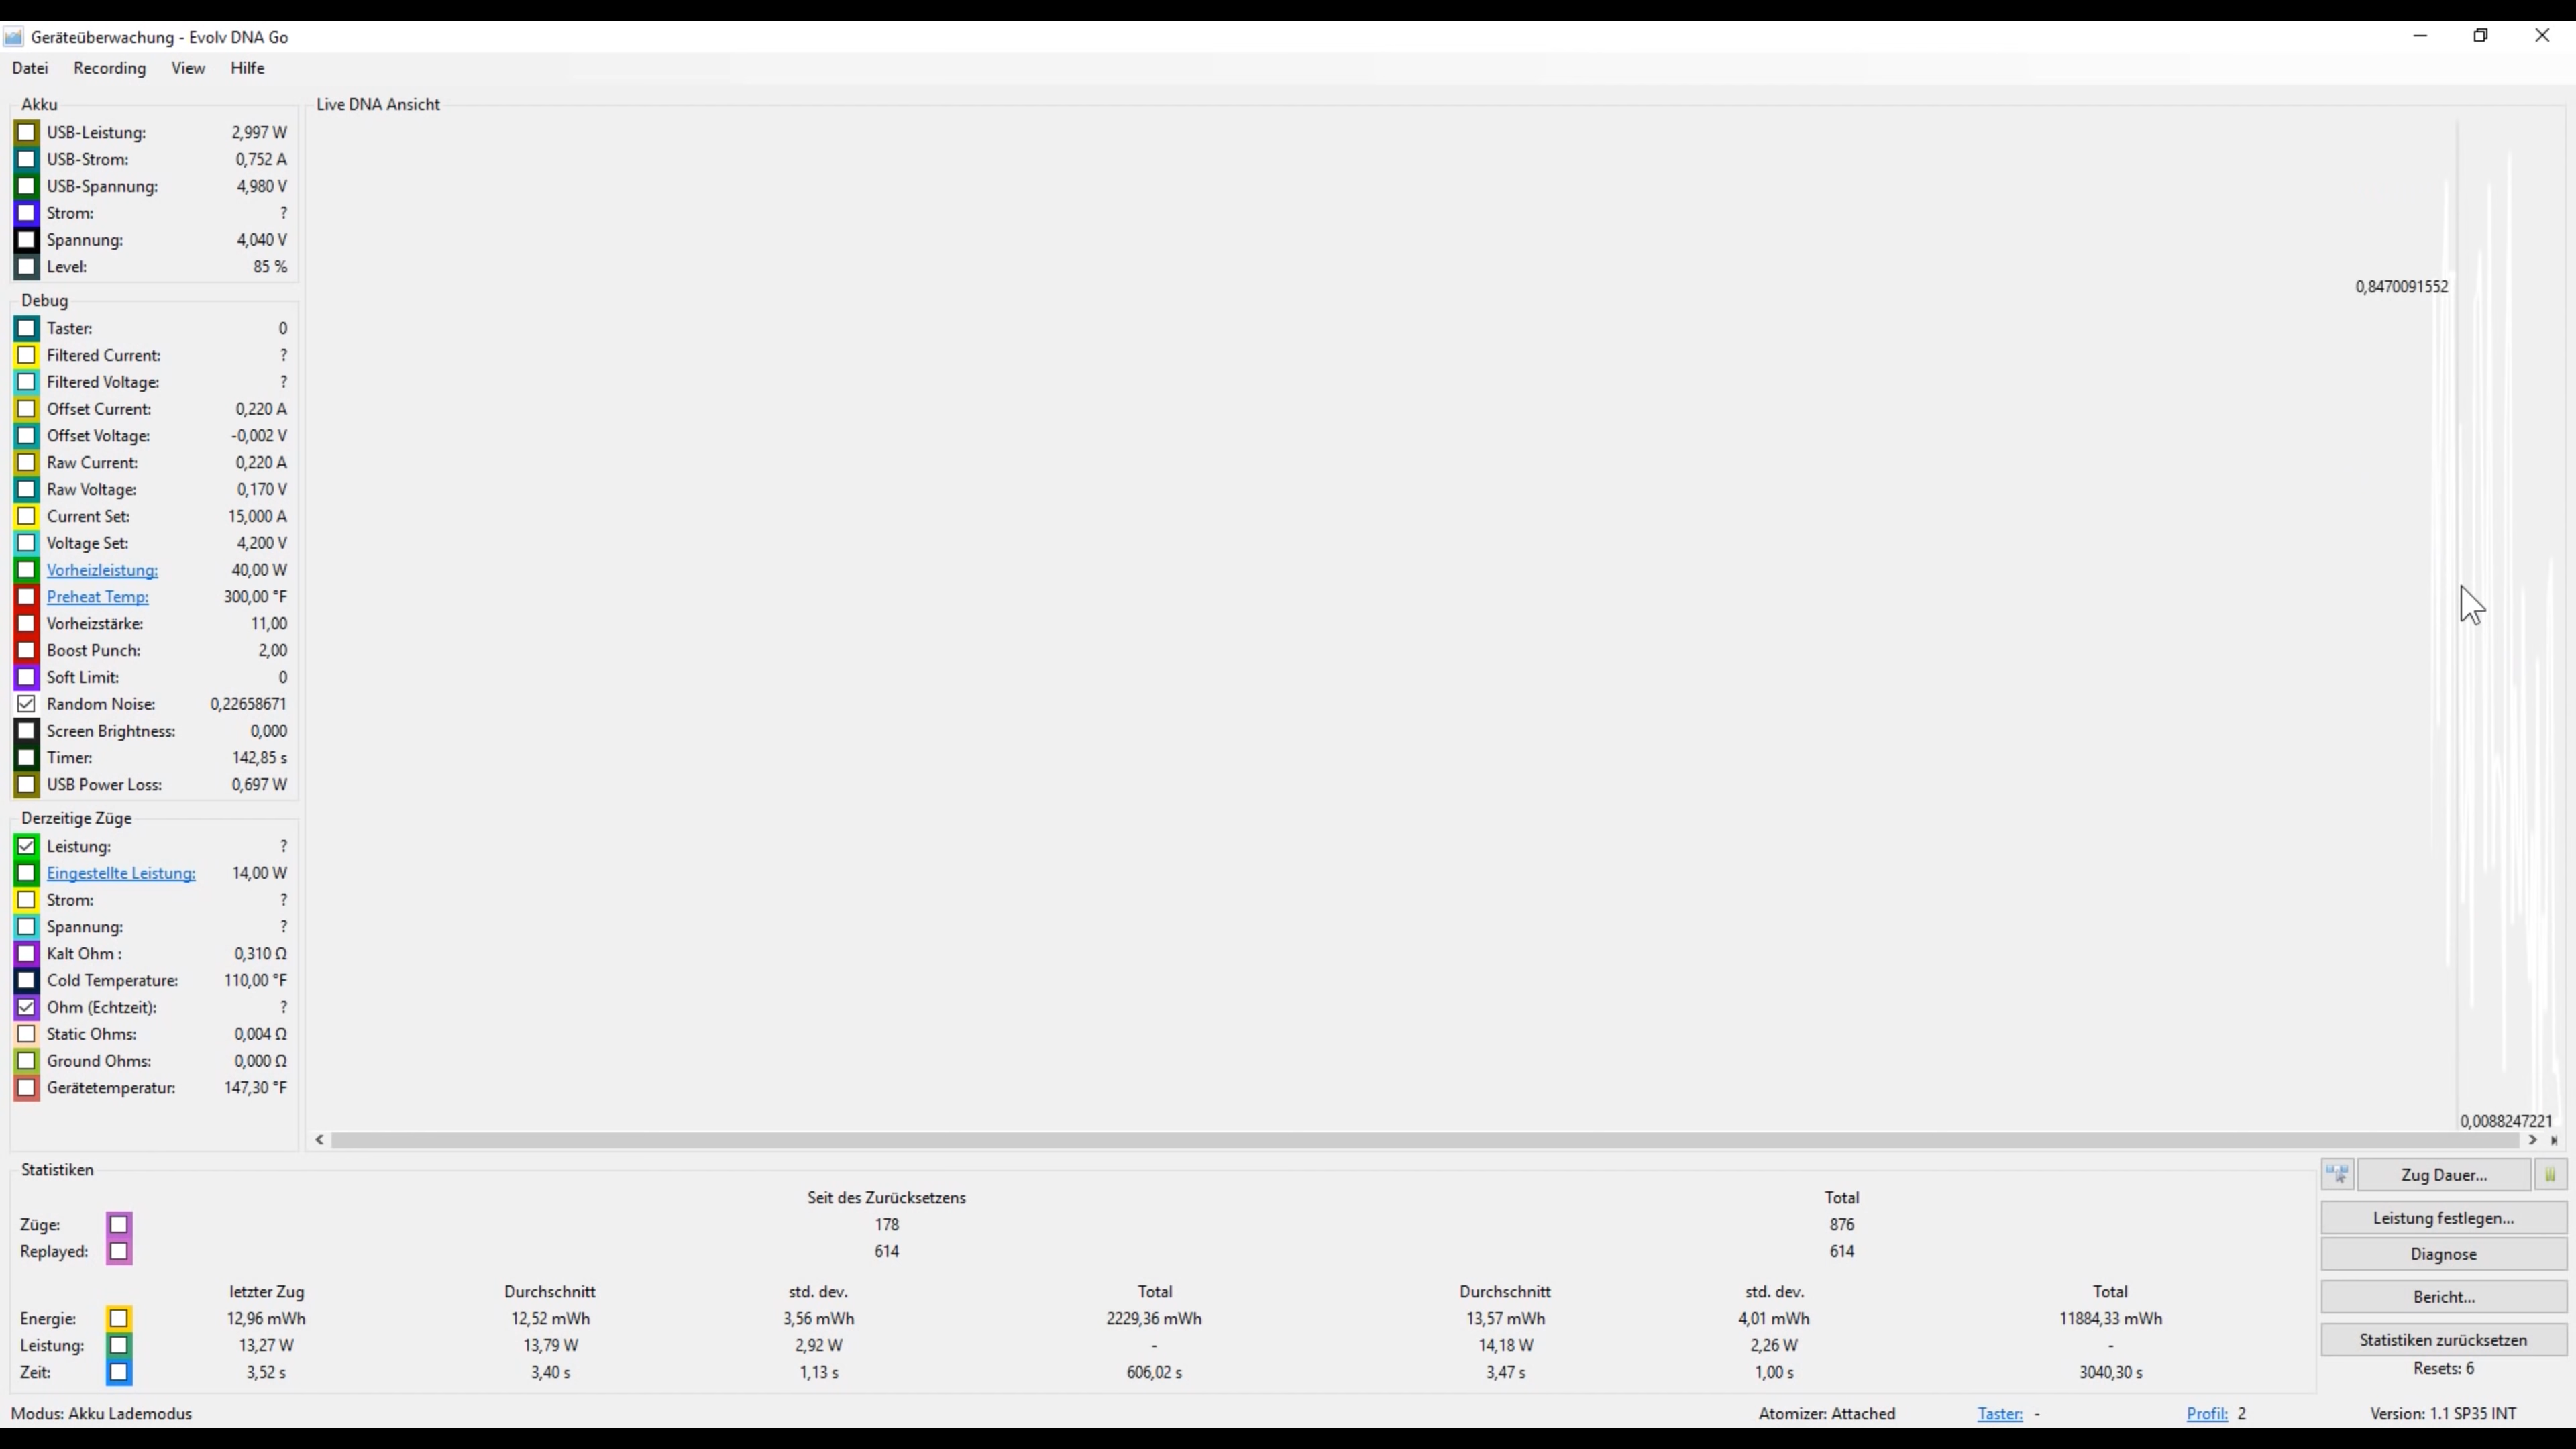 Geräteüberwachung - Evolv DNA Go
Datei Recording View Hilfe
Akku
USB-Leistung: 2,997 W
USB-Strom: 0,752 A
USB-Spannung: 4,980 V
Strom: ?
Spannung: 4,040 V
Level: 85 %
Debug
Taster: 0
Filtered Current: ?
Filtered Voltage: ?
Offset Current: 0,220 A
Offset Voltage: -0,002 V
Raw Current: 0,220 A
Raw Voltage: 0,170 V
Current Set: 15,000 A
Voltage Set: 4,200 V
Vorheizleistung: 40,00 W
Preheat Temp: 300,00 °F
Vorheizstärke: 11,00
Boost Punch: 2,00
Soft Limit: 0
Random Noise: 0,22658671
Screen Brightness: 0,000
Timer: 142,85 s
USB Power Loss: 0,697 W
Derzeitige Züge
Leistung: ?
Eingestellte Leistung: 14,00 W
Strom: ?
Spannung: ?
Kalt Ohm : 0,310 Ω
Cold Temperature: 110,00 °F
Ohm (Echtzeit): ?
Static Ohms: 0,004 Ω
Ground Ohms: 0,000 Ω
Gerätetemperatur: 147,30 °F
Live DNA Ansicht
0,8470091552
0,0088247221
Statistiken
Seit des Zurücksetzens Total
Züge: 178 876
Replayed: 614 614
letzter Zug Durchschnitt std. dev. Total Durchschnitt std. dev. Total
Energie: 12,96 mWh 12,52 mWh 3,56 mWh 2229,36 mWh 13,57 mWh 4,01 mWh 11884,33 mWh
Leistung: 13,27 W 13,79 W 2,92 W - 14,18 W 2,26 W -
Zeit: 3,52 s 3,40 s 1,13 s 606,02 s 3,47 s 1,00 s 3040,30 s
Zug Dauer...
Leistung festlegen...
Diagnose
Bericht...
Statistiken zurücksetzen
Resets: 6
Modus: Akku Lademodus Atomizer: Attached Taster: - Profil: 2 Version: 1.1 SP35 INT